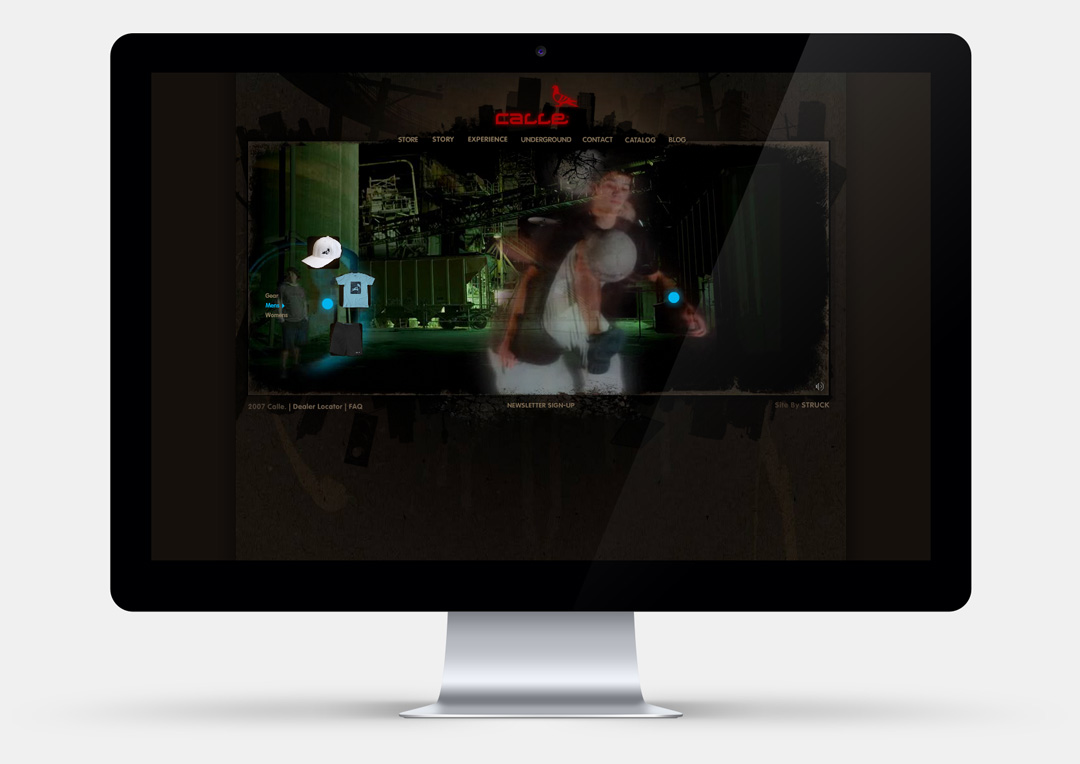 calle
STORE STORY EXPERIENCE UNDERGROUND CONTACT CATALOG BLOG
Gear
Mens
Womens
2007 Calle. | Dealer Locator | FAQ
NEWSLETTER SIGN-UP
Site By STRUCK